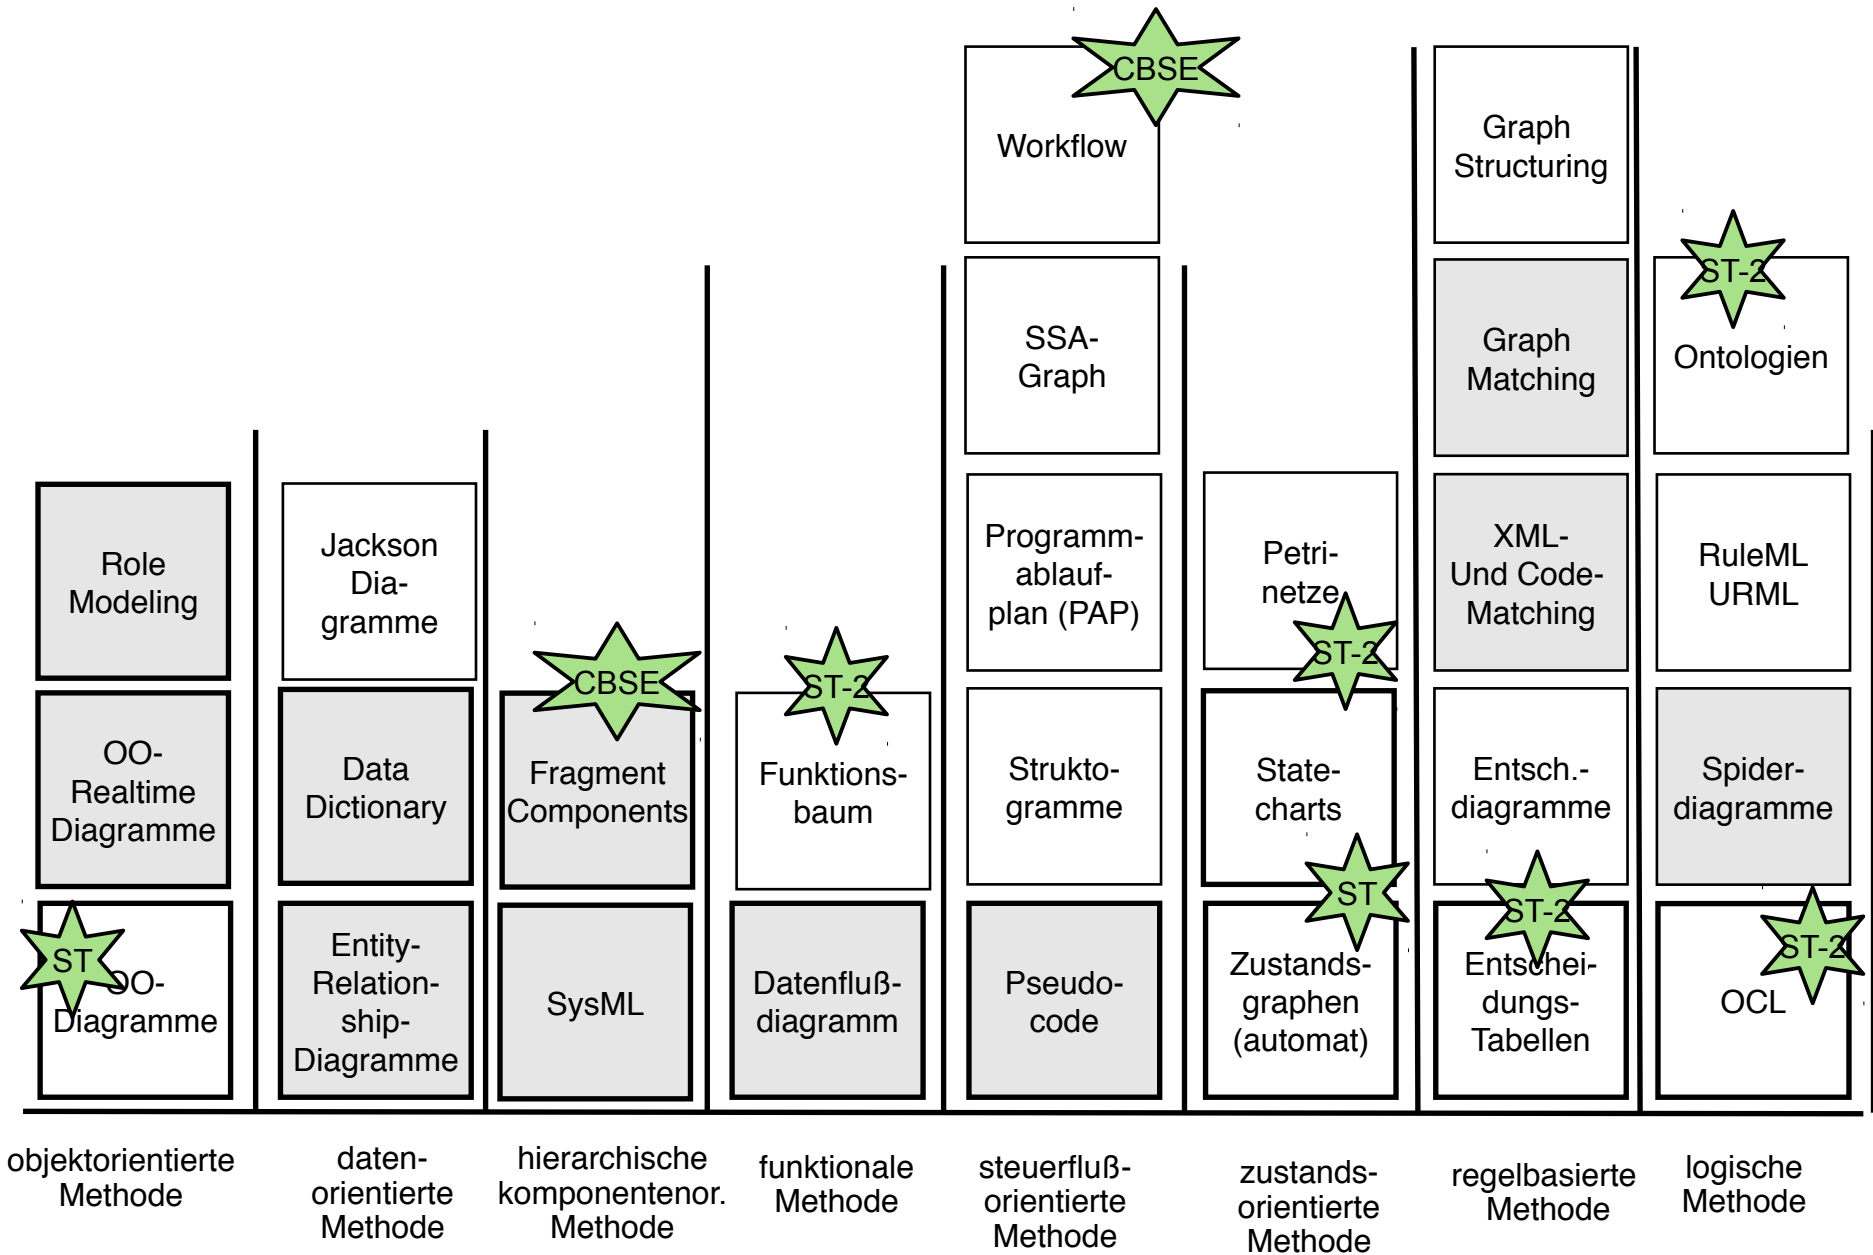 CBSE
Workflow
SSA-
Graph
Programm-
ablauf-
plan (PAP)
Strukto-
gramme
Pseudo-
code
Graph
Structuring
Graph
Matching
XML-
Und Code-
Matching
Entsch.-
diagramme
ST-2
Entschei-
dungs-
Tabellen
ST-2
Ontologien
RuleML
URML
Spider-
diagramme
ST-2
OCL
Petri-
netze
ST-2
State-
charts
ST
Zustands-
graphen
(automat)
Role
Modeling
OO-
Realtime
Diagramme
ST
OO-
Diagramme
Jackson
Dia-
gramme
Data
Dictionary
Entity-
Relation-
ship-
Diagramme
CBSE
Fragment
Components
SysML
ST-2
Funktions-
baum
Datenfluß-
diagramm
objektorientierte
Methode
daten-
orientierte
Methode
hierarchische
komponentenor.
Methode
funktionale
Methode
steuerfluß-
orientierte
Methode
zustands-
orientierte
Methode
regelbasierte
Methode
logische
Methode